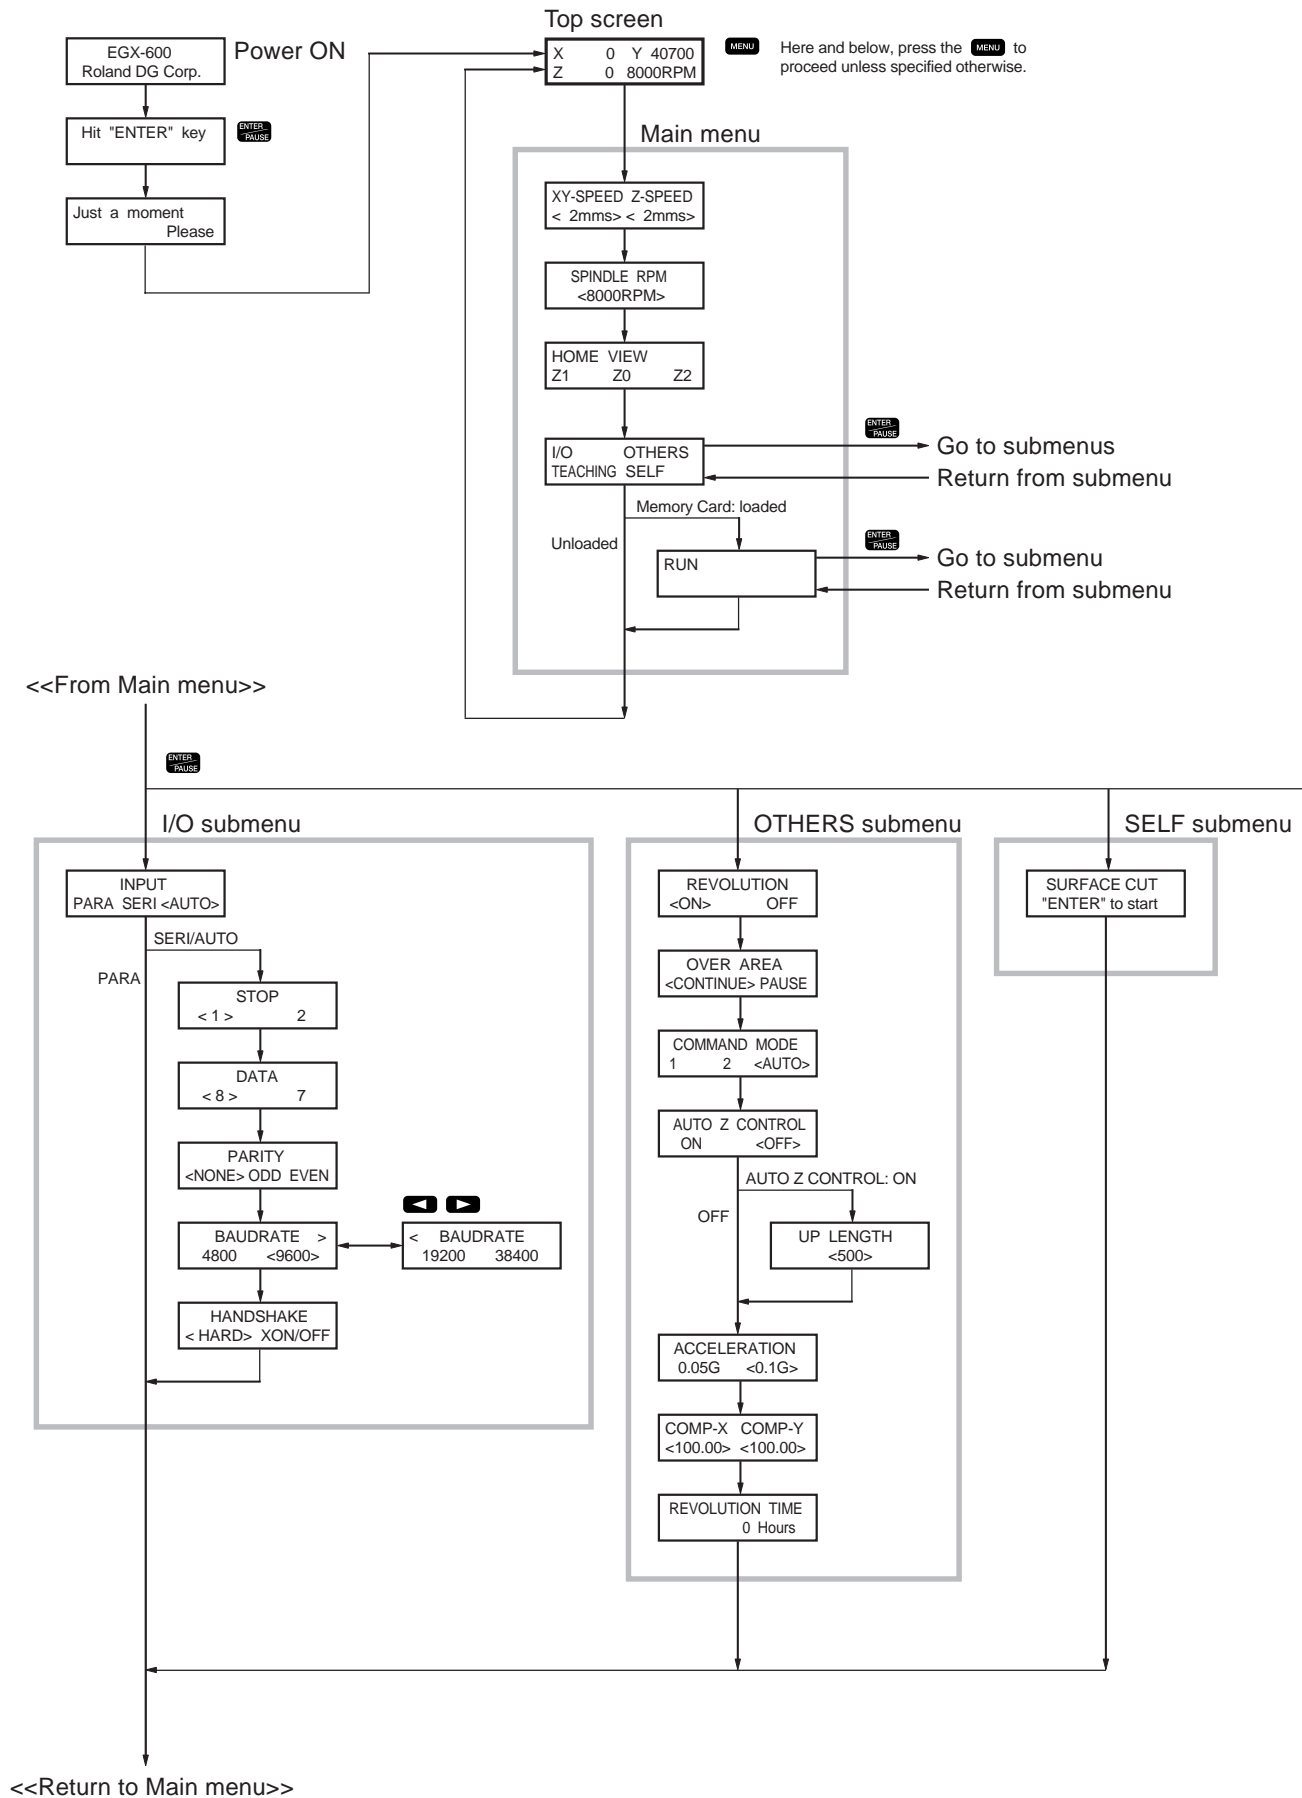 Top screen
EGX-600
Roland DG Corp.
Power ON
X 0 Y 40700
Z 0 8000RPM
MENU
Here and below, press the MENU to
proceed unless specified otherwise.
Hit "ENTER" key
ENTER
PAUSE
Just a moment
Please
Main menu
XY-SPEED Z-SPEED
< 2mms> < 2mms>
SPINDLE RPM
<8000RPM>
HOME VIEW
Z1 Z0 Z2
I/O OTHERS
TEACHING SELF
ENTER
PAUSE
Go to submenus
Return from submenu
Memory Card: loaded
Unloaded
RUN
ENTER
PAUSE
Go to submenu
Return from submenu
<<From Main menu>>
ENTER
PAUSE
I/O submenu
INPUT
PARA SERI <AUTO>
SERI/AUTO
PARA
STOP
< 1 > 2
DATA
< 8 > 7
PARITY
<NONE> ODD EVEN
BAUDRATE >
4800 <9600>
< BAUDRATE
19200 38400
HANDSHAKE
< HARD> XON/OFF
OTHERS submenu
REVOLUTION
<ON> OFF
OVER AREA
<CONTINUE> PAUSE
COMMAND MODE
1 2 <AUTO>
AUTO Z CONTROL
ON <OFF>
AUTO Z CONTROL: ON
OFF
UP LENGTH
<500>
ACCELERATION
0.05G <0.1G>
COMP-X COMP-Y
<100.00> <100.00>
REVOLUTION TIME
0 Hours
SELF submenu
SURFACE CUT
"ENTER" to start
<<Return to Main menu>>